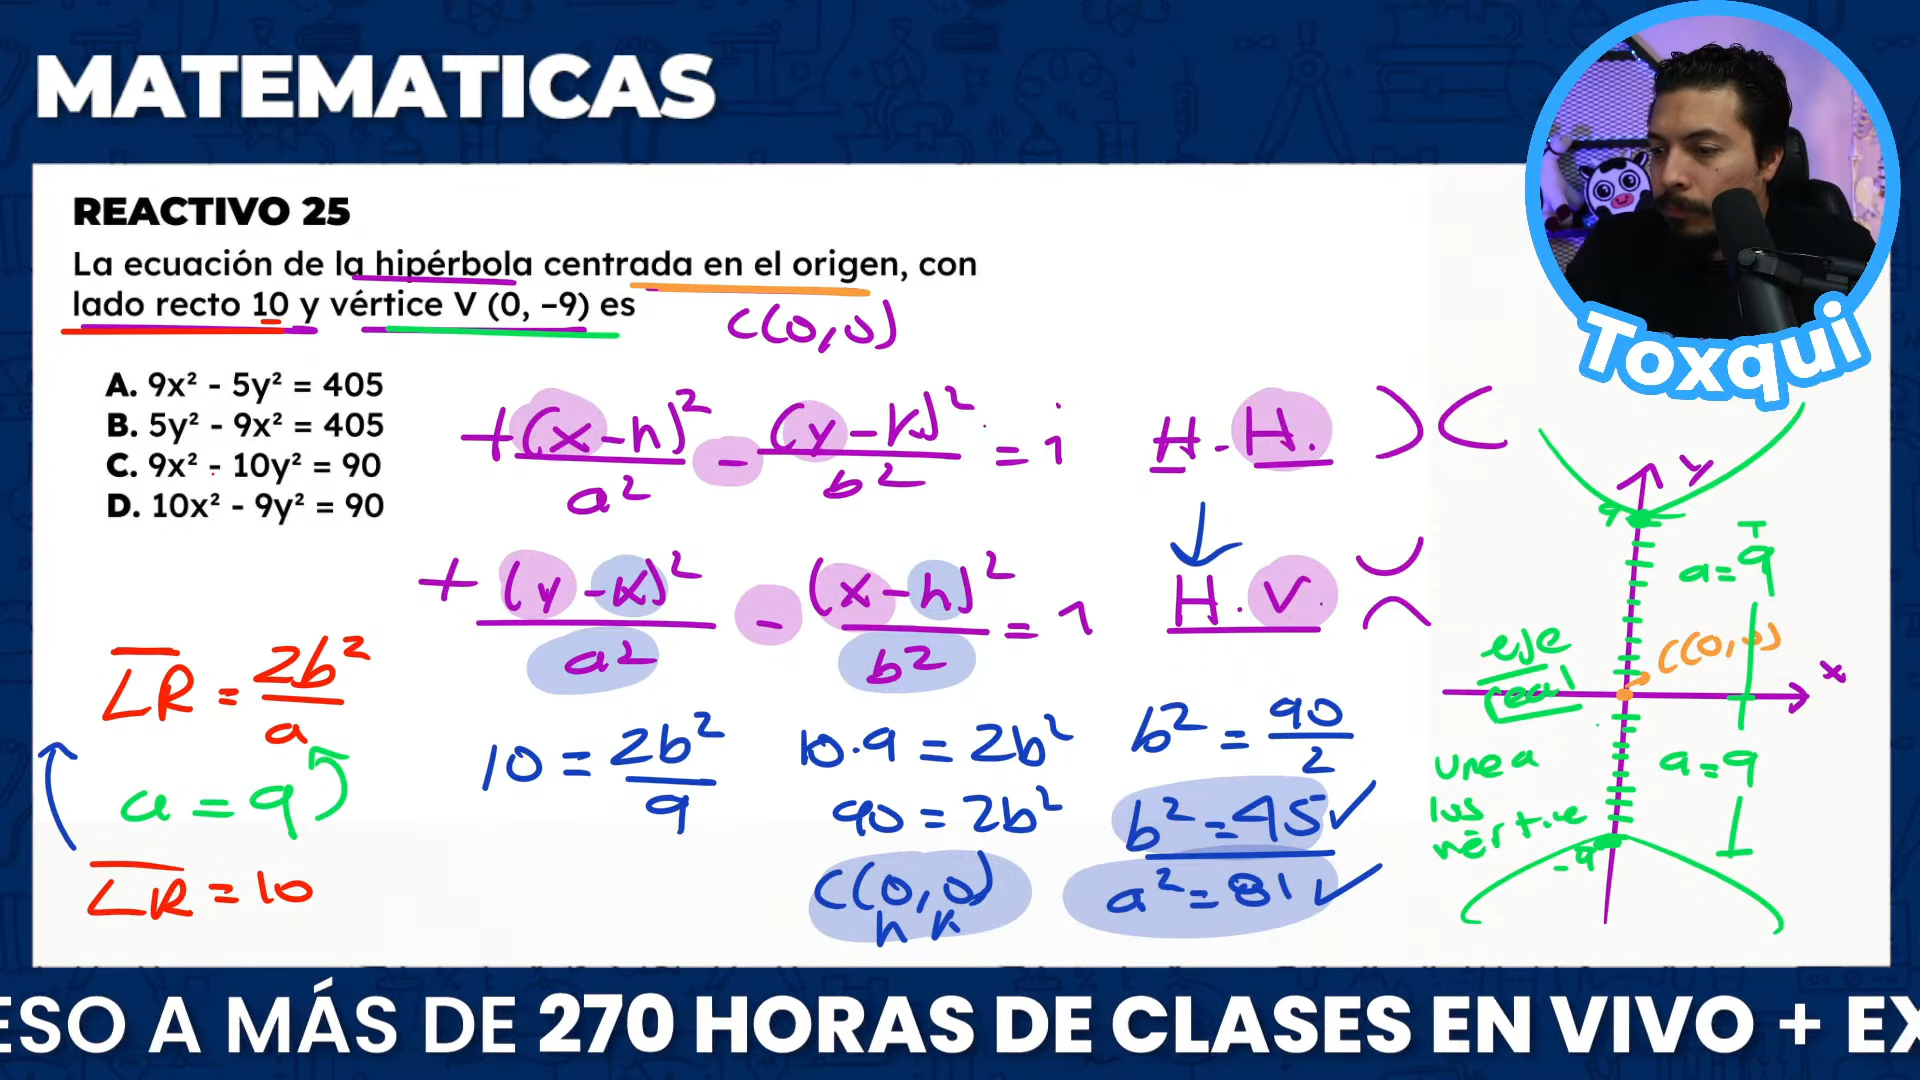 MATEMATICAS
Toxqui
REACTIVO 25
La ecuación de la hipérbola centrada en el origen, con
lado recto 10 y vértice V (0, –9) es
C(0,0)
A. 9x² - 5y² = 405
B. 5y² - 9x² = 405
C. 9x² - 10y² = 90
D. 10x² - 9y² = 90
+(x-h)²/a² - (y-k)²/b² = 1
H-H.
+(y-k)²/a² - (x-h)²/b² = 1
H.V.
LR = 2b²/a
a = 9
LR = 10
10 = 2b²/9
10·9 = 2b²
90 = 2b²
C(0,0)
h k
b² = 90/2
b² = 45
a² = 81
y
9
a=9
C(0,0)
x
eje
real
a=9
une a
los
vértice
-9
ESO A MÁS DE 270 HORAS DE CLASES EN VIVO + EX